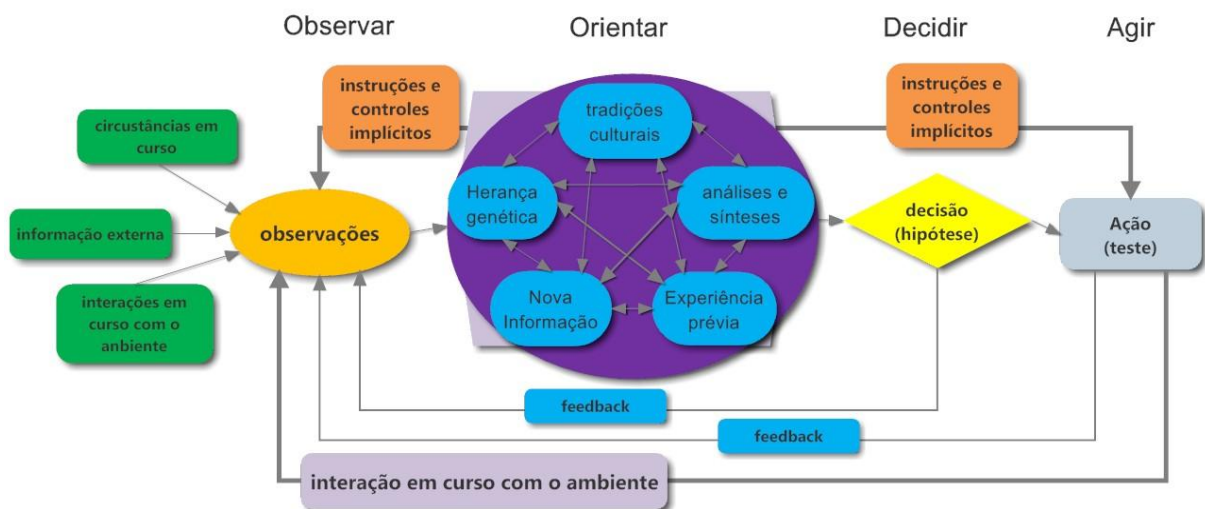 Observar
Orientar
Decidir
Agir
instruções e
controles
implícitos
tradições
culturais
instruções e
controles
implícitos
circustâncias em
curso
informação externa
interações em
curso com o
anbiente
observações
Herança
genética
análises e
sínteses
Nova
Informação
Experiência
prévia
decisão
(hipótese)
Ação
(teste)
feedback
feedback
interação em curso com o ambiente